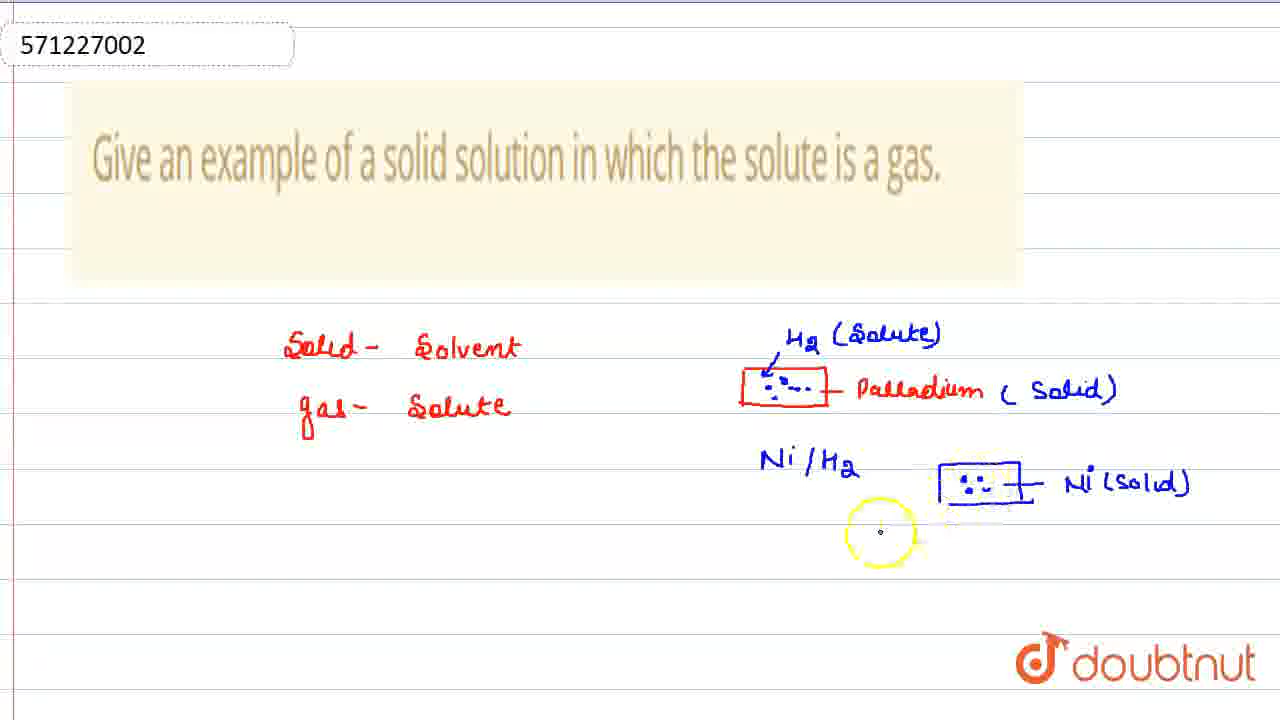 571227002
Give an example of a solid solution in which the solute is a gas.
Solid - Solvent
gas - Solute
H2 (Solute)
Palladium (Solid)
Ni/H2
Ni (Solid)
doubtnut